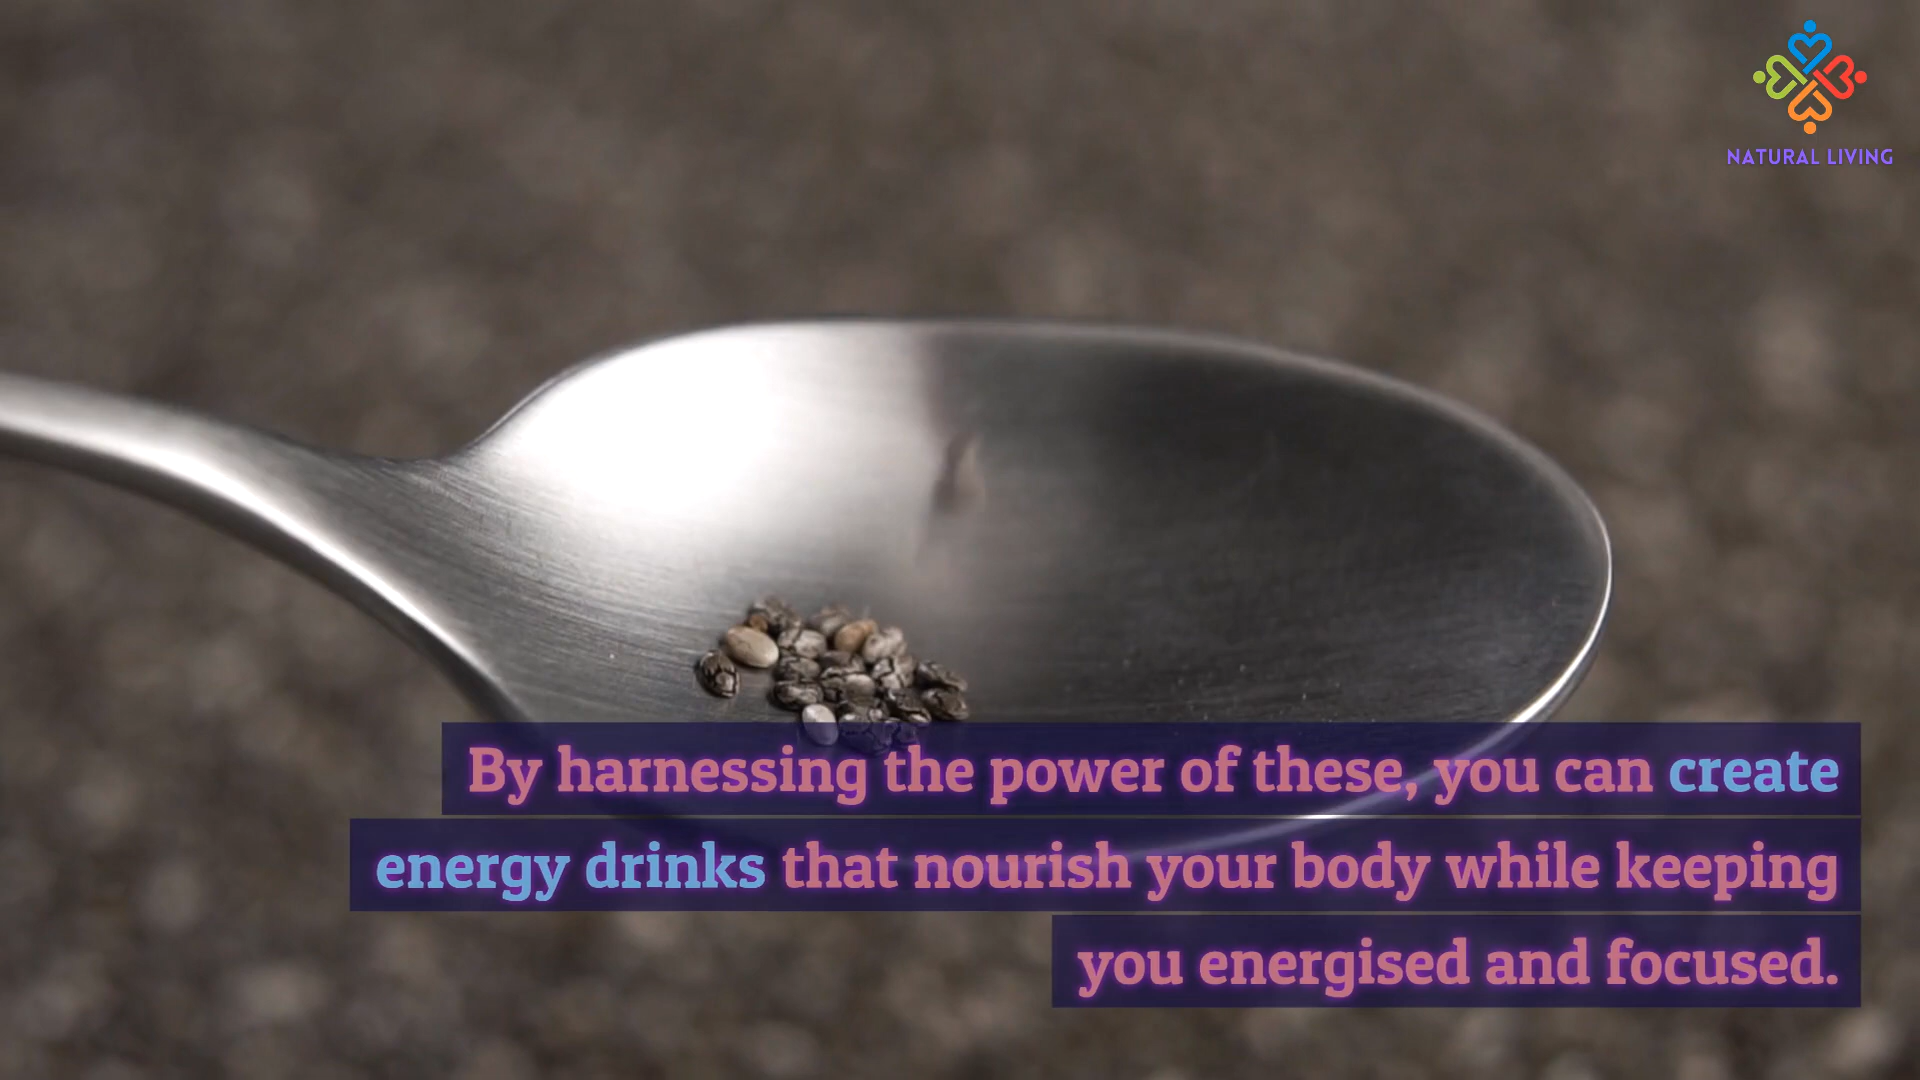 NATURAL LIVING
By harnessing the power of these, you can create
energy drinks that nourish your body while keeping
you energised and focused.